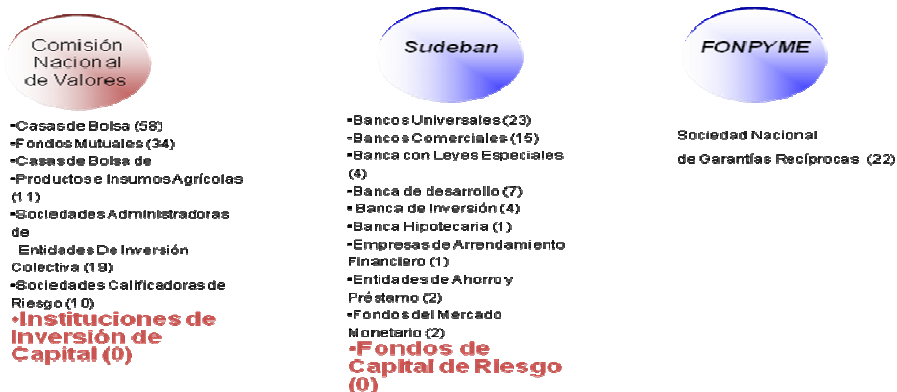 Comisión
Nacional
de Valores
•Casas de Bolsa (58)
•Fondos Mutuales (34)
•Casas de Bolsa de
•Productos e Insumos Agrícolas
(11)
•Sociedades Administradoras
de
Entidades De Inversión
Colectiva (19)
•Sociedades Calificadoras de
Riesgo (10)
•Instituciones de
Inversión de
Capital (0)
Sudeban
•Bancos Universales (23)
•Bancos Comerciales (15)
•Banca con Leyes Especiales
(4)
•Banca de desarrollo (7)
• Banca de Inversión (4)
•Banca Hipotecaria (1)
•Empresas de Arrendamiento
Financiero (1)
•Entidades de Ahorro y
Préstamo (2)
•Fondos del Mercado
Monetario (2)
•Fondos de
Capital de Riesgo
(0)
FONPYME
Sociedad Nacional
de Garantías Recíprocas (22)